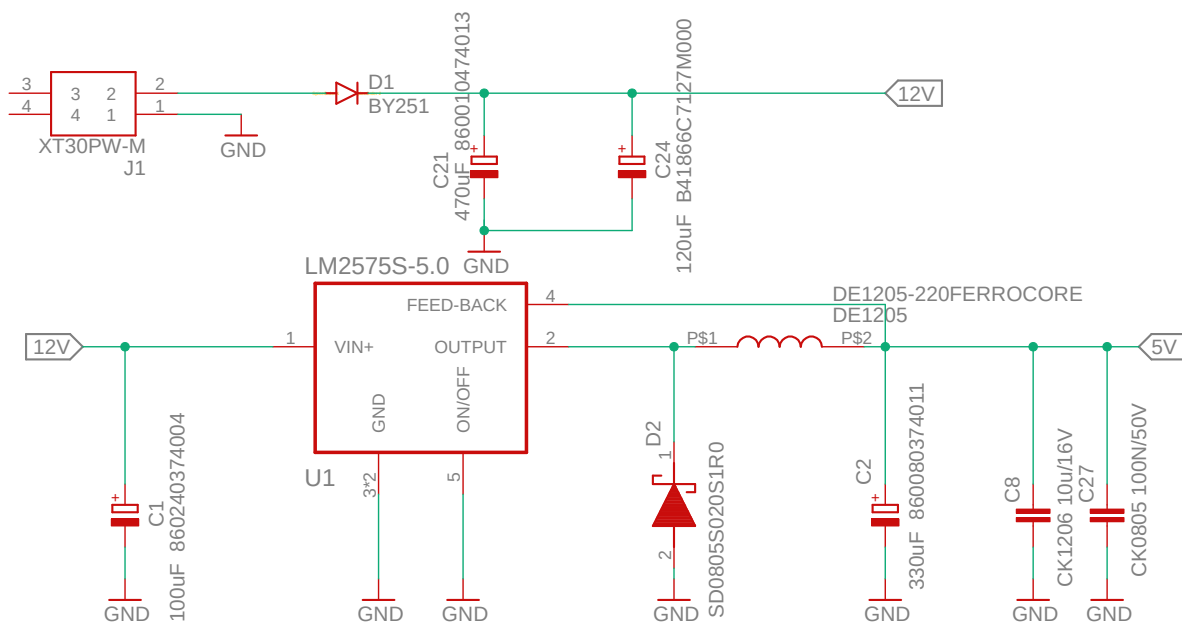 3
4
3 2
4 1
2
1
XT30PW-M
J1
GND
D1
BY251
C21
470uF 860010474013
C24
120uF B41866C7127M000
12V
GND
LM2575S-5.0
12V
1
VIN+
FEED-BACK
OUTPUT
GND
ON/OFF
4
2
3*2
5
U1
DE1205-220FERROCORE
DE1205
P$1
P$2
5V
C1
100uF 860240374004
D2
1
2
SD0805S020S1R0
C2
330uF 860080374011
C8
CK1206 10u/16V
C27
CK0805 100N/50V
GND
GND
GND
GND
GND
GND
GND